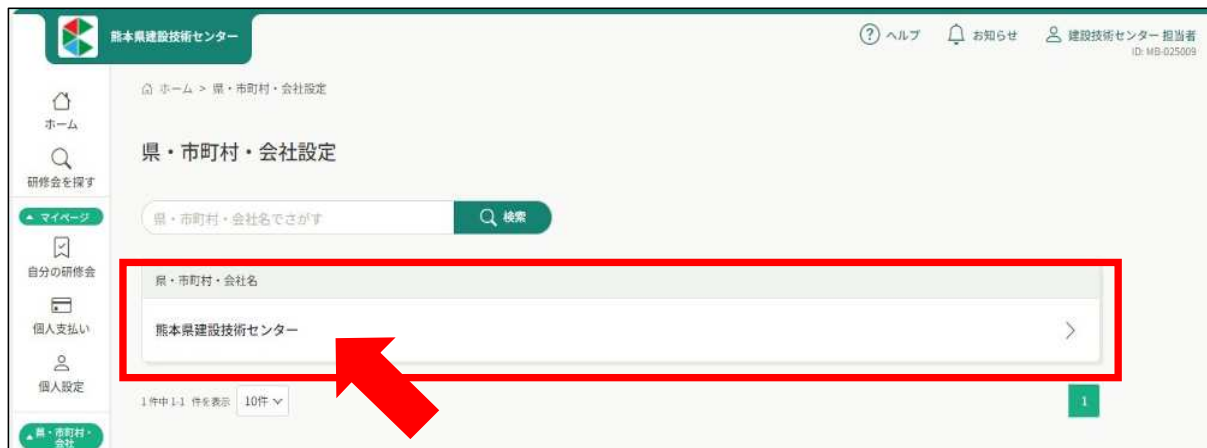 熊本県建設技術センター
ヘルプ
お知らせ
建設技術センター 担当者
ID: MB-025009
ホーム > 県・市町村・会社設定
ホーム
県・市町村・会社設定
研修会を探す
県・市町村・会社名でさがす
検索
マイページ
自分の研修会
県・市町村・会社名
個人支払い
熊本県建設技術センター
個人設定
1件中 1-1 件を表示 10件
1
県・市町村・
会社